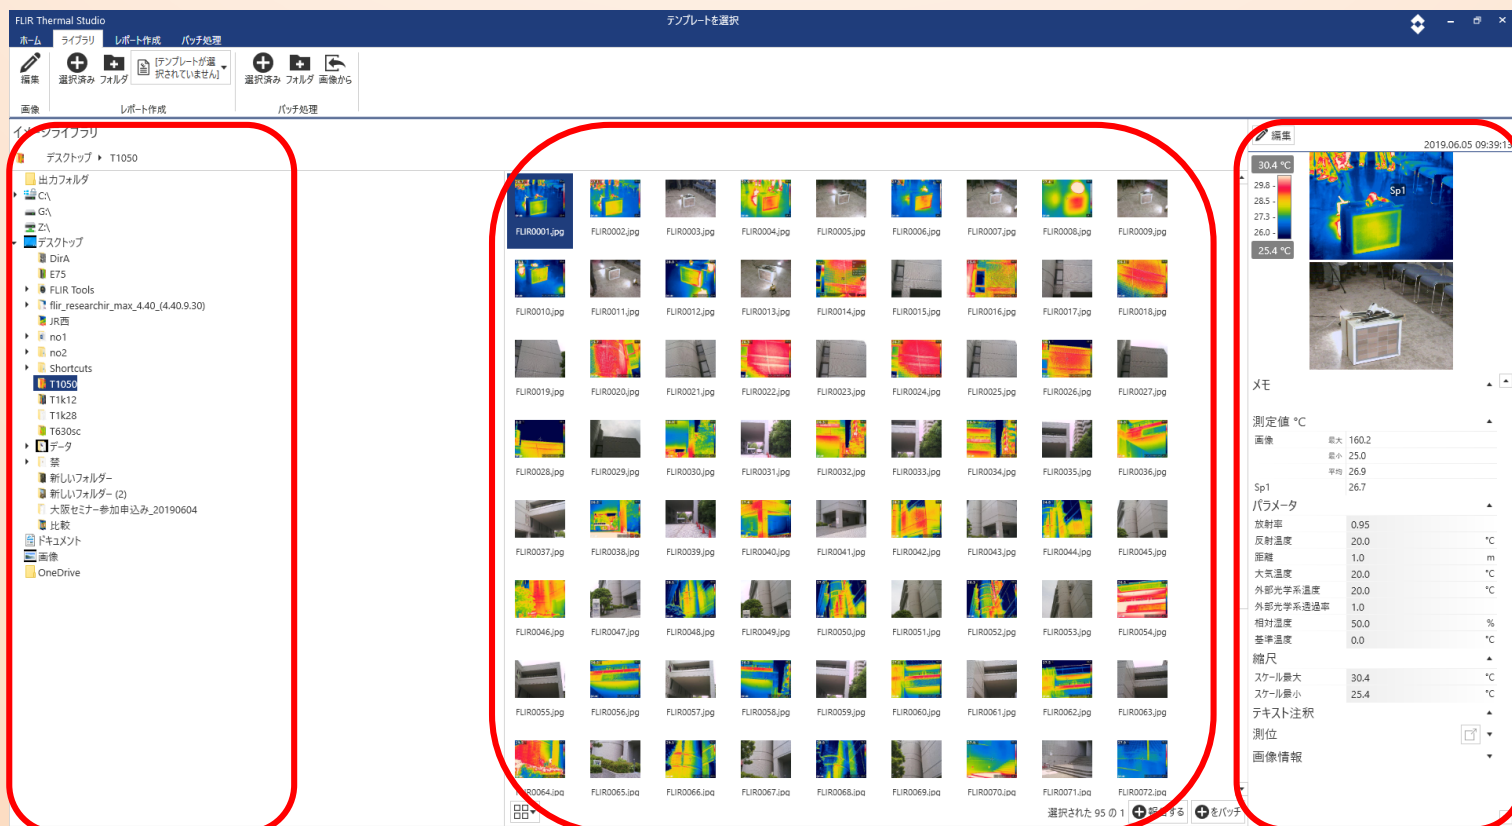 FLIR Thermal Studio
テンプレートを選択
ホーム ライブラリ レポート作成 バッチ処理
編集 選択済み フォルダ [テンプレートが選択されていません] 選択済み フォルダ 画像から
画像 レポート作成 バッチ処理
イメージライブラリ
デスクトップ T1050
出力フォルダ
C:\
G:\
Z:\
デスクトップ
DirA
E75
FLIR Tools
flir_researchir_max_4.40_(4.40.9.30)
JR西
no1
no2
Shortcuts
T1050
T1k12
T1k28
T630sc
データ
禁
新しいフォルダー
新しいフォルダー (2)
大阪セミナー参加申込み_20190604
比較
ドキュメント
画像
OneDrive
FLIR0001.jpg FLIR0002.jpg FLIR0003.jpg FLIR0004.jpg FLIR0005.jpg FLIR0006.jpg FLIR0007.jpg FLIR0008.jpg FLIR0009.jpg
FLIR0010.jpg FLIR0011.jpg FLIR0012.jpg FLIR0013.jpg FLIR0014.jpg FLIR0015.jpg FLIR0016.jpg FLIR0017.jpg FLIR0018.jpg
FLIR0019.jpg FLIR0020.jpg FLIR0021.jpg FLIR0022.jpg FLIR0023.jpg FLIR0024.jpg FLIR0025.jpg FLIR0026.jpg FLIR0027.jpg
FLIR0028.jpg FLIR0029.jpg FLIR0030.jpg FLIR0031.jpg FLIR0032.jpg FLIR0033.jpg FLIR0034.jpg FLIR0035.jpg FLIR0036.jpg
FLIR0037.jpg FLIR0038.jpg FLIR0039.jpg FLIR0040.jpg FLIR0041.jpg FLIR0042.jpg FLIR0043.jpg FLIR0044.jpg FLIR0045.jpg
FLIR0046.jpg FLIR0047.jpg FLIR0048.jpg FLIR0049.jpg FLIR0050.jpg FLIR0051.jpg FLIR0052.jpg FLIR0053.jpg FLIR0054.jpg
FLIR0055.jpg FLIR0056.jpg FLIR0057.jpg FLIR0058.jpg FLIR0059.jpg FLIR0060.jpg FLIR0061.jpg FLIR0062.jpg FLIR0063.jpg
FLIR0064.jpg FLIR0065.jpg FLIR0066.jpg FLIR0067.jpg FLIR0068.jpg FLIR0069.jpg FLIR0070.jpg FLIR0071.jpg FLIR0072.jpg
選択された 95 の 1 報告する をバッチ
編集
2019.06.05 09:39:13
30.4 °C
29.8
28.5
27.3
26.0
25.4 °C
Sp1
メモ
測定値 °C
画像 最大 160.2
最小 25.0
平均 26.9
Sp1 26.7
パラメータ
放射率 0.95
反射温度 20.0 °C
距離 1.0 m
大気温度 20.0 °C
外部光学系温度 20.0 °C
外部光学系透過率 1.0
相対湿度 50.0 %
基準温度 0.0 °C
縮尺
スケール最大 30.4 °C
スケール最小 25.4 °C
テキスト注釈
測位
画像情報